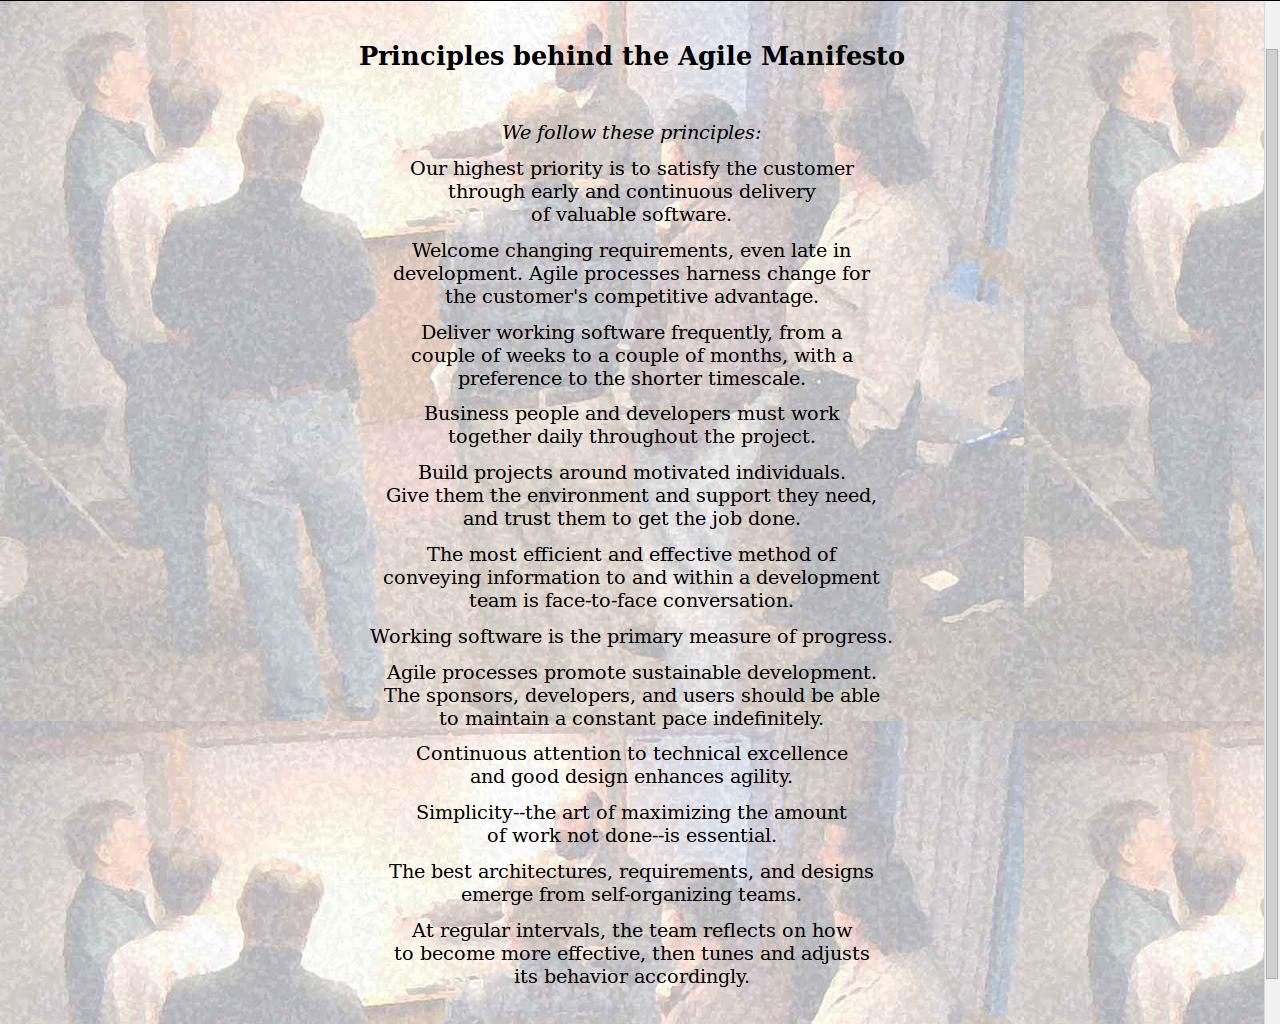 Principles behind the Agile Manifesto
We follow these principles:
Our highest priority is to satisfy the customer
through early and continuous delivery
of valuable software.
Welcome changing requirements, even late in
development. Agile processes harness change for
the customer's competitive advantage.
Deliver working software frequently, from a
couple of weeks to a couple of months, with a
preference to the shorter timescale.
Business people and developers must work
together daily throughout the project.
Build projects around motivated individuals.
Give them the environment and support they need,
and trust them to get the job done.
The most efficient and effective method of
conveying information to and within a development
team is face-to-face conversation.
Working software is the primary measure of progress.
Agile processes promote sustainable development.
The sponsors, developers, and users should be able
to maintain a constant pace indefinitely.
Continuous attention to technical excellence
and good design enhances agility.
Simplicity--the art of maximizing the amount
of work not done--is essential.
The best architectures, requirements, and designs
emerge from self-organizing teams.
At regular intervals, the team reflects on how
to become more effective, then tunes and adjusts
its behavior accordingly.